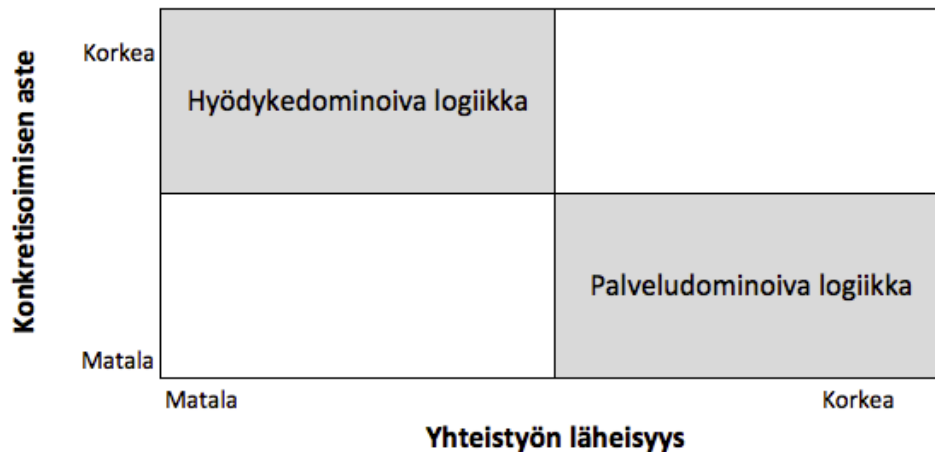 Konkretisoimisen aste
Korkea
Hyödykedominoiva logiikka
Palveludominoiva logiikka
Matala
Matala
Korkea
Yhteistyön läheisyys